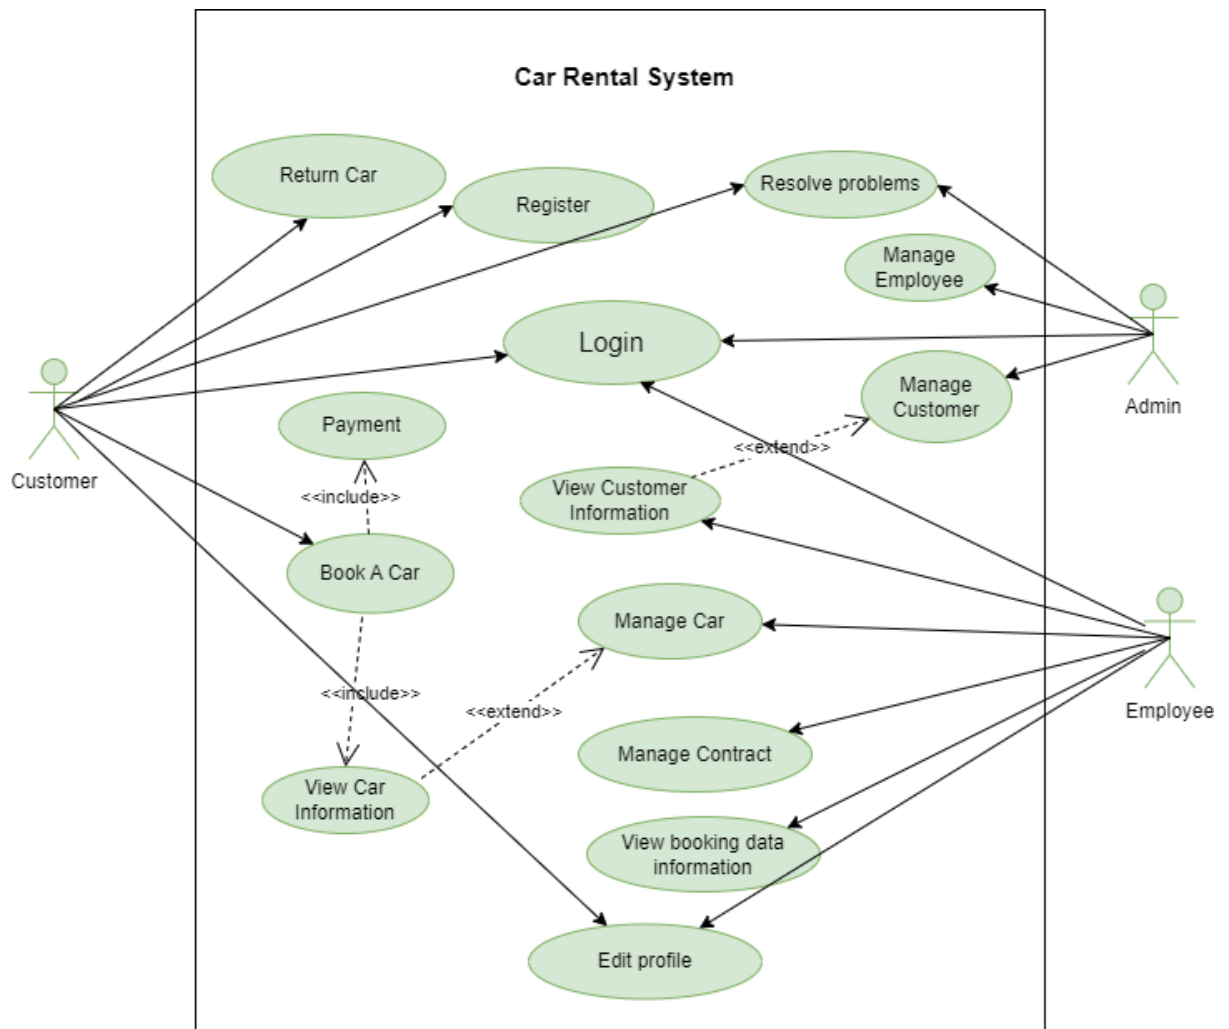 Car Rental System
Return Car
Register
Resolve problems
Manage
Employee
Login
Manage
Customer
Admin
Payment
<<extend>>
Customer
<<include>>
View Customer
Information
Book A Car
Manage Car
<<include>>
<<extend>>
Employee
Manage Contract
View Car
Information
View booking data
information
Edit profile